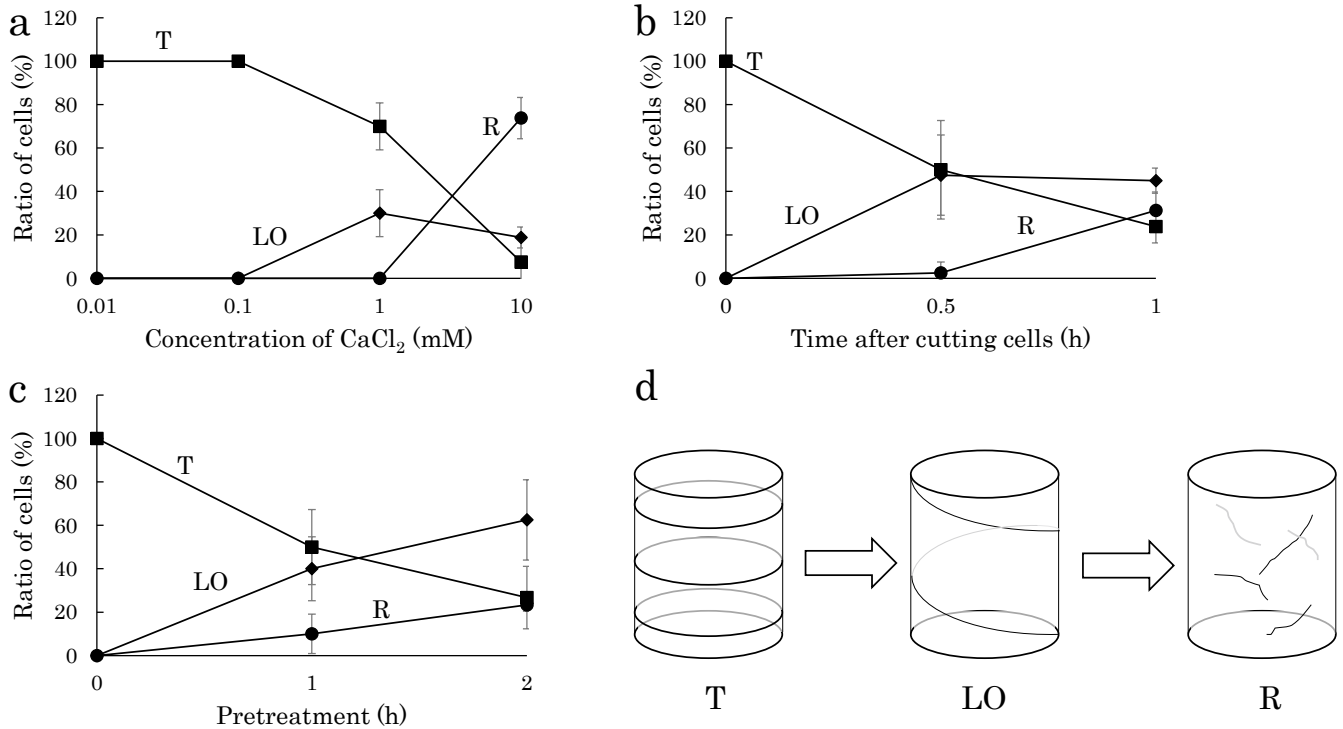 a
120
100
80
60
40
20
0
Ratio of cells (%)
T
LO
R
0.01 0.1 1 10
Concentration of CaCl₂ (mM)
b
120
100
80
60
40
20
0
Ratio of cells (%)
T
LO
R
0 0.5 1
Time after cutting cells (h)
c
120
100
80
60
40
20
0
Ratio of cells (%)
T
LO
R
0 1 2
Pretreatment (h)
d
T LO R